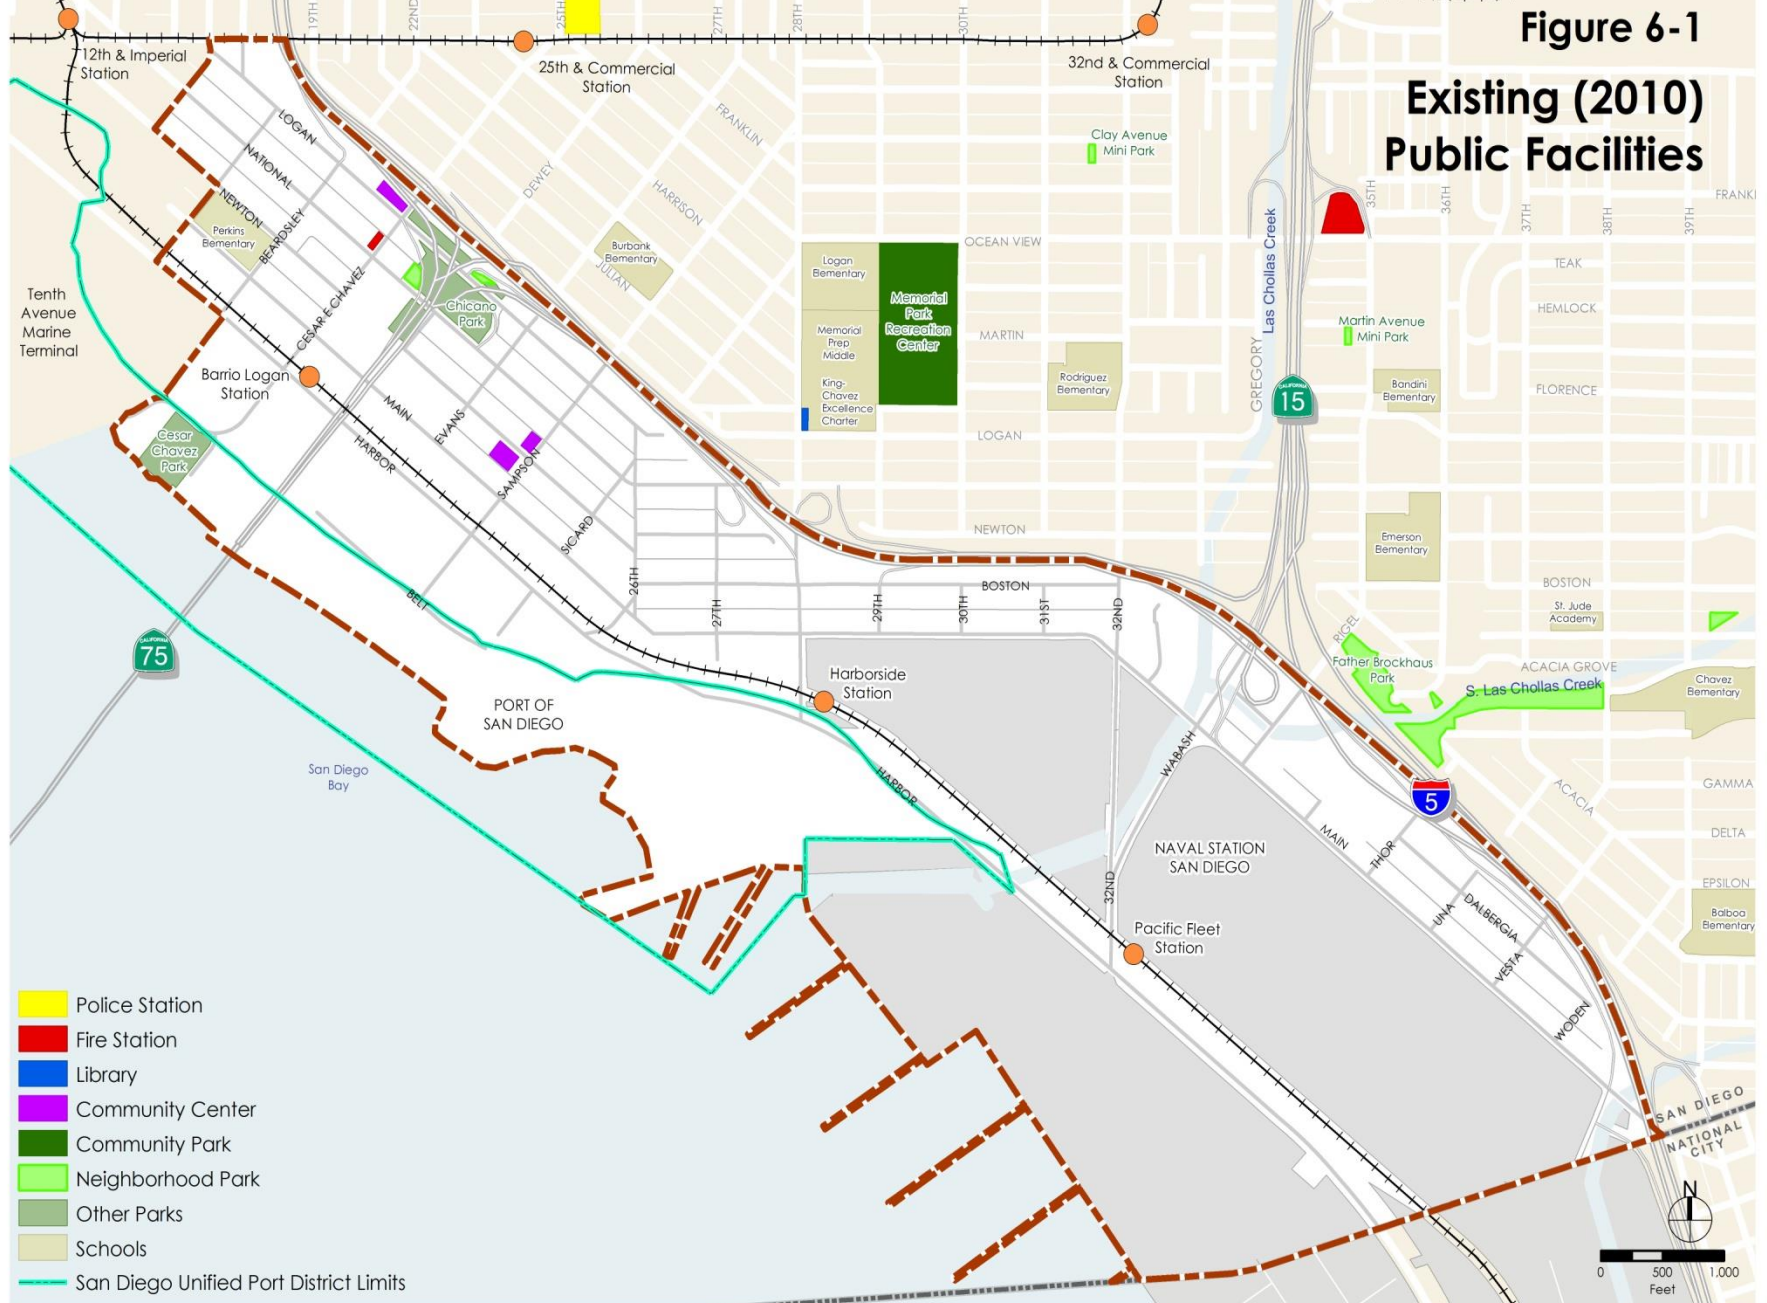 Figure 6-1
Existing (2010)
Public Facilities
19TH
22ND
25TH
27TH
28TH
30TH
12th & Imperial
Station
25th & Commercial
Station
32nd & Commercial
Station
FRANKLIN
DEWEY
HARRISON
JULIAN
Clay Avenue
Mini Park
35TH
36TH
37TH
38TH
39TH
FRANKL
LOGAN
NATIONAL
NEWTON
BEARDSLEY
CESAR E CHAVEZ
Perkins
Elementary
Burbank
Elementary
Logan
Elementary
Memorial
Prep
Middle
King-
Chavez
Excellence
Charter
Memorial
Park
Recreation
Center
OCEAN VIEW
MARTIN
LOGAN
NEWTON
Rodriguez
Elementary
Las Chollas Creek
GREGORY
CALIFORNIA
15
TEAK
HEMLOCK
FLORENCE
Martin Avenue
Mini Park
Bandini
Elementary
Tenth
Avenue
Marine
Terminal
Chicano
Park
Barrio Logan
Station
Cesar
Chavez
Park
MAIN
HARBOR
EVANS
SAMPSON
SICARD
BELT
26TH
27TH
29TH
30TH
31ST
32ND
BOSTON
Emerson
Elementary
BOSTON
St. Jude
Academy
RIGEL
Father Brockhaus
Park
ACACIA GROVE
S. Las Chollas Creek
Chavez
Elementary
CALIFORNIA
75
Harborside
Station
PORT OF
SAN DIEGO
San Diego
Bay
HARBOR
WABASH
32ND
NAVAL STATION
SAN DIEGO
5
ACACIA
GAMMA
DELTA
EPSILON
Balboa
Elementary
MAIN
THOR
UNA
DALBERGIA
VESTA
WODEN
Pacific Fleet
Station
SAN DIEGO
NATIONAL
CITY
Police Station
Fire Station
Library
Community Center
Community Park
Neighborhood Park
Other Parks
Schools
San Diego Unified Port District Limits
N
0 500 1,000
Feet